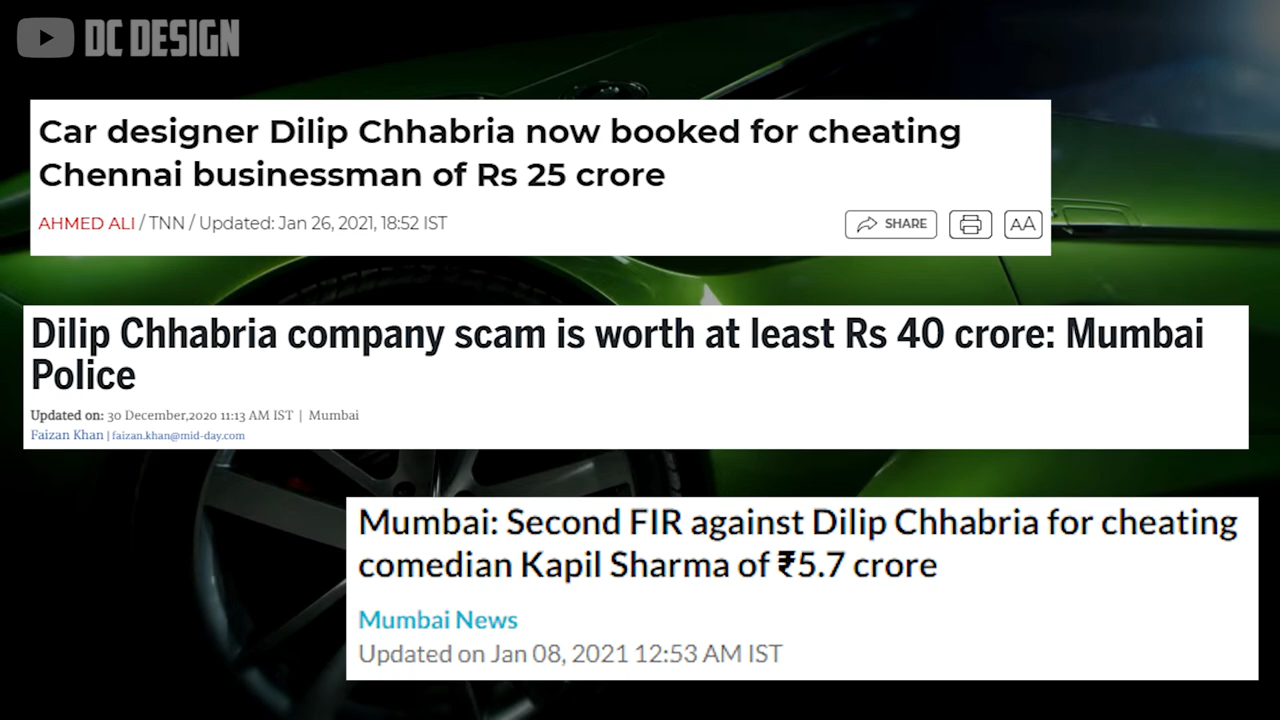 DC DESIGN
Car designer Dilip Chhabria now booked for cheating
Chennai businessman of Rs 25 crore
AHMED ALI / TNN / Updated: Jan 26, 2021, 18:52 IST
SHARE
AA
Dilip Chhabria company scam is worth at least Rs 40 crore: Mumbai
Police
Updated on: 30 December,2020 11:13 AM IST | Mumbai
Faizan Khan | faizan.khan@mid-day.com
Mumbai: Second FIR against Dilip Chhabria for cheating
comedian Kapil Sharma of ₹5.7 crore
Mumbai News
Updated on Jan 08, 2021 12:53 AM IST